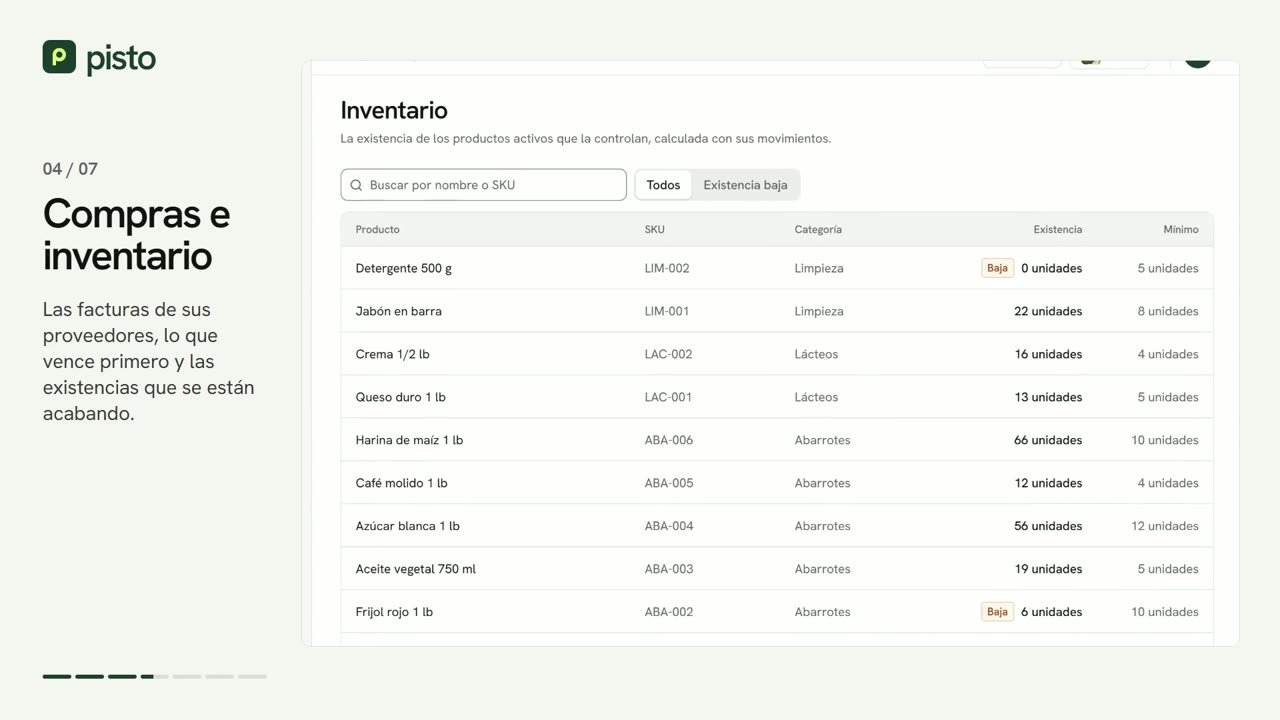 pisto
04 / 07
Compras e
inventario
Las facturas de sus
proveedores, lo que
vence primero y las
existencias que se están
acabando.
Inventario
La existencia de los productos activos que la controlan, calculada con sus movimientos.
Buscar por nombre o SKU
Todos
Existencia baja
Producto SKU Categoría Existencia Mínimo
Detergente 500 g LIM-002 Limpieza Baja 0 unidades 5 unidades
Jabón en barra LIM-001 Limpieza 22 unidades 8 unidades
Crema 1/2 lb LAC-002 Lácteos 16 unidades 4 unidades
Queso duro 1 lb LAC-001 Lácteos 13 unidades 5 unidades
Harina de maíz 1 lb ABA-006 Abarrotes 66 unidades 10 unidades
Café molido 1 lb ABA-005 Abarrotes 12 unidades 4 unidades
Azúcar blanca 1 lb ABA-004 Abarrotes 56 unidades 12 unidades
Aceite vegetal 750 ml ABA-003 Abarrotes 19 unidades 5 unidades
Frijol rojo 1 lb ABA-002 Abarrotes Baja 6 unidades 10 unidades